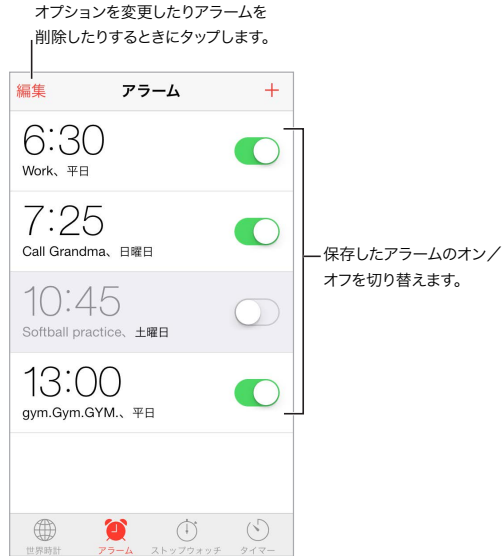 オプションを変更したりアラームを
削除したりするときにタップします。
編集 アラーム +
6:30
Work、平日
7:25
Call Grandma、日曜日
保存したアラームのオン／
オフを切り替えます。
10:45
Softball practice、土曜日
13:00
gym.Gym.GYM.、平日
世界時計 アラーム ストップウォッチ タイマー